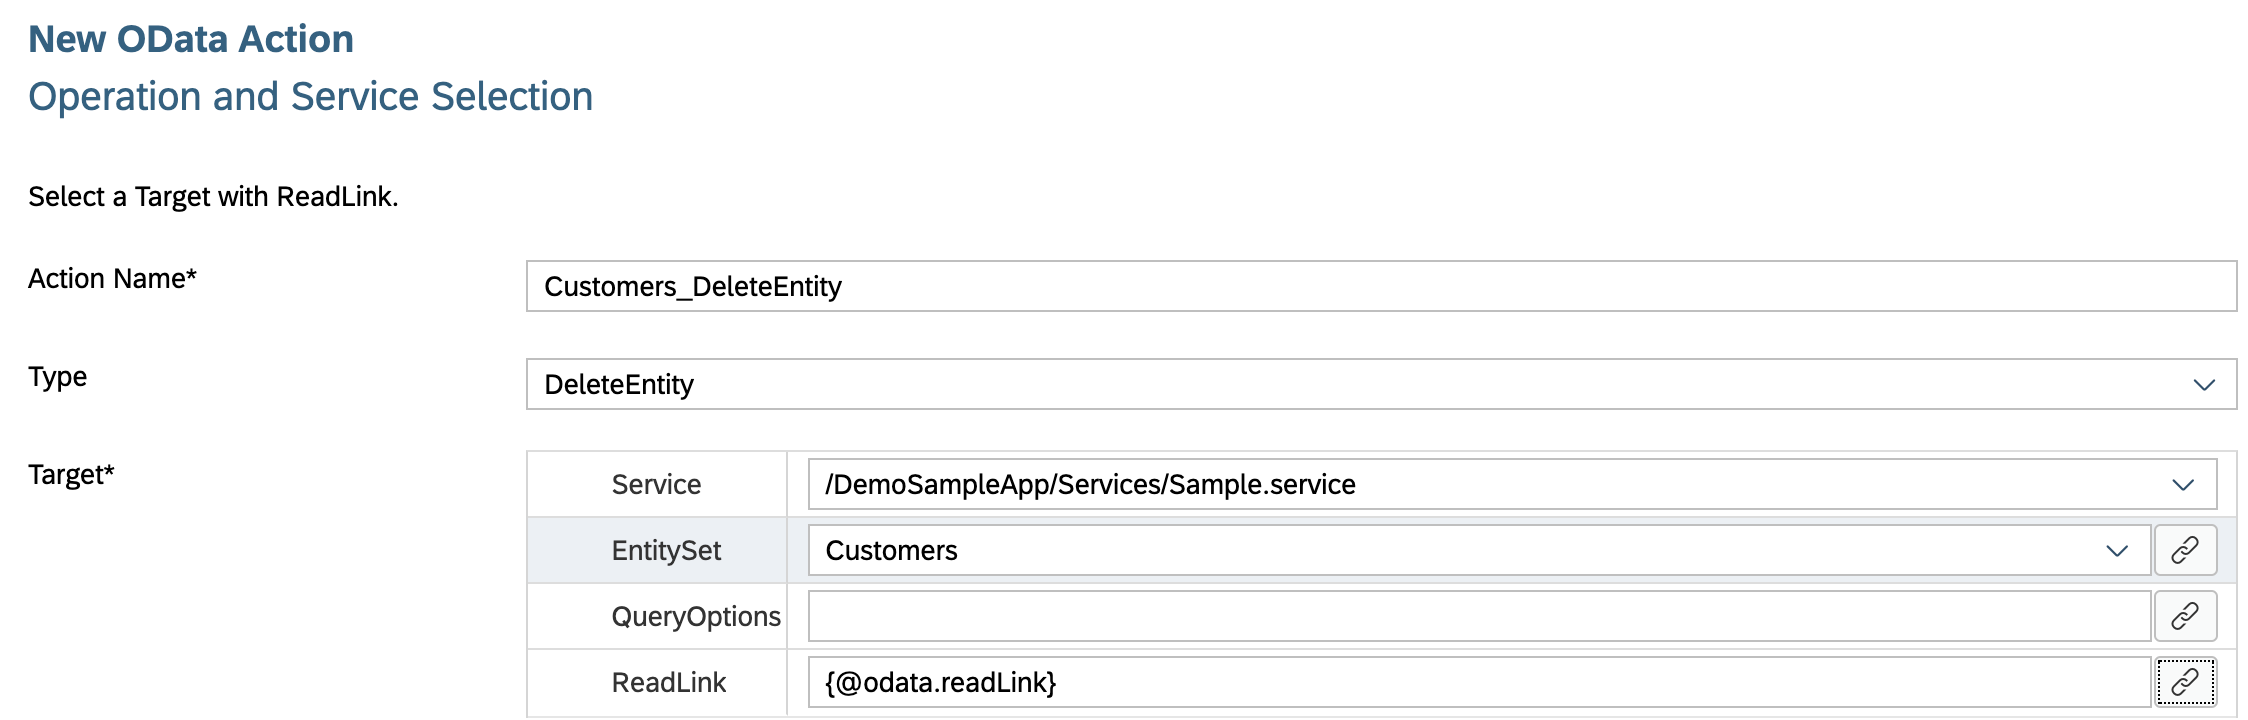 New OData Action
Operation and Service Selection
Select a Target with ReadLink.
Action Name*
Customers_DeleteEntity
Type
DeleteEntity
Target*
Service
/DemoSampleApp/Services/Sample.service
EntitySet
Customers
QueryOptions
ReadLink
{@odata.readLink}